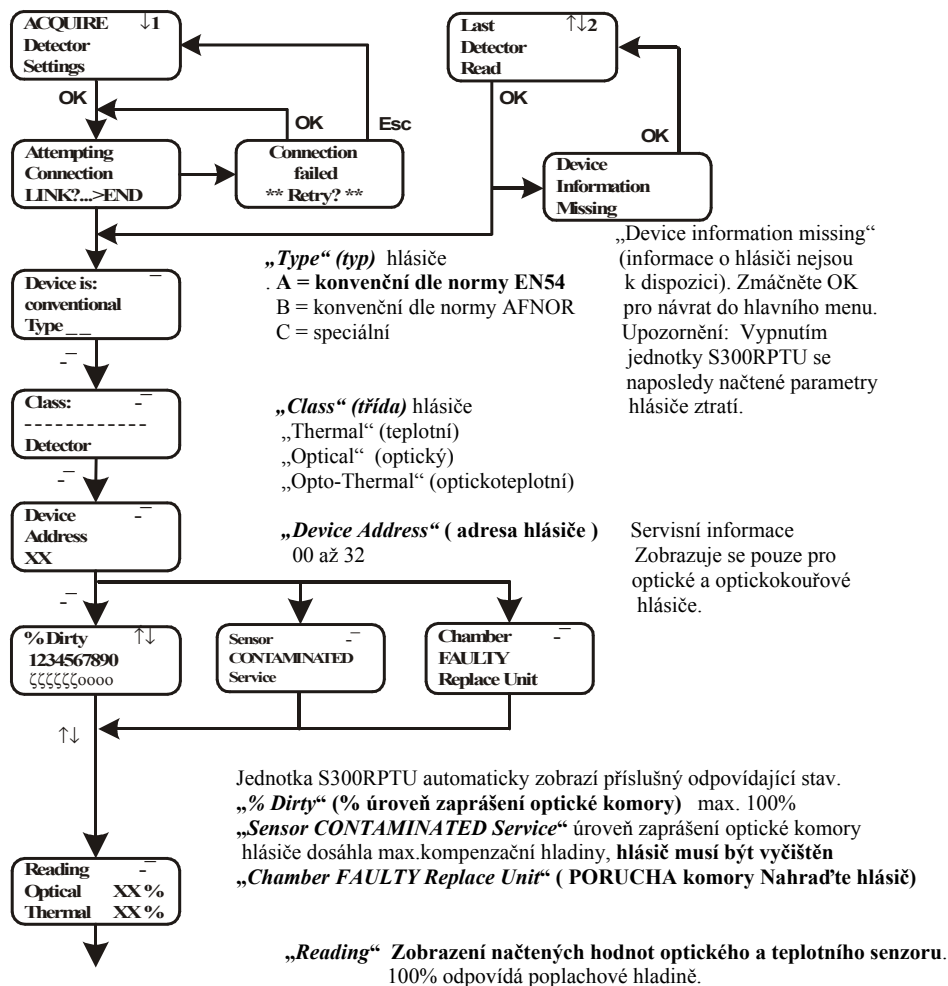 ACQUIRE ↓1
Detector
Settings
Last ↑↓2
Detector
Read
OK
OK
OK
Esc
OK
Attempting
Connection
LINK?...>END
Connection
failed
** Retry? **
Device
Information
Missing
Device is: ¯
conventional
Type _ _
„Type“ (typ) hlásiče
. A = konvenční dle normy EN54
B = konvenční dle normy AFNOR
C = speciální
„Device information missing“
(informace o hlásiči nejsou
k dispozici). Zmáčněte OK
pro návrat do hlavního menu.
Upozornění: Vypnutím
jednotky S300RPTU se
naposledy načtené parametry
hlásiče ztratí.
-¯
Class: -¯
- - - - - - - - - - - -
Detector
„Class“ (třída) hlásiče
„Thermal“ (teplotní)
„Optical“ (optický)
„Opto-Thermal“ (optickoteplotní)
-¯
Device -¯
Address
XX
„Device Address“ ( adresa hlásiče )
00 až 32
Servisní informace
Zobrazuje se pouze pro
optické a optickokouřové
hlásiče.
-¯
% Dirty ↑↓
1234567890
ζζζζζζoooo
Sensor -¯
CONTAMINATED
Service
Chamber -¯
FAULTY
Replace Unit
↑↓
Jednotka S300RPTU automaticky zobrazí příslušný odpovídající stav.
„% Dirty“ (% úroveň zaprášení optické komory) max. 100%
„Sensor CONTAMINATED Service“ úroveň zaprášení optické komory
hlásiče dosáhla max.kompenzační hladiny, hlásič musí být vyčištěn
„Chamber FAULTY Replace Unit“ ( PORUCHA komory Nahraďte hlásič)
Reading -¯
Optical XX %
Thermal XX %
„Reading“ Zobrazení načtených hodnot optického a teplotního senzoru.
100% odpovídá poplachové hladině.